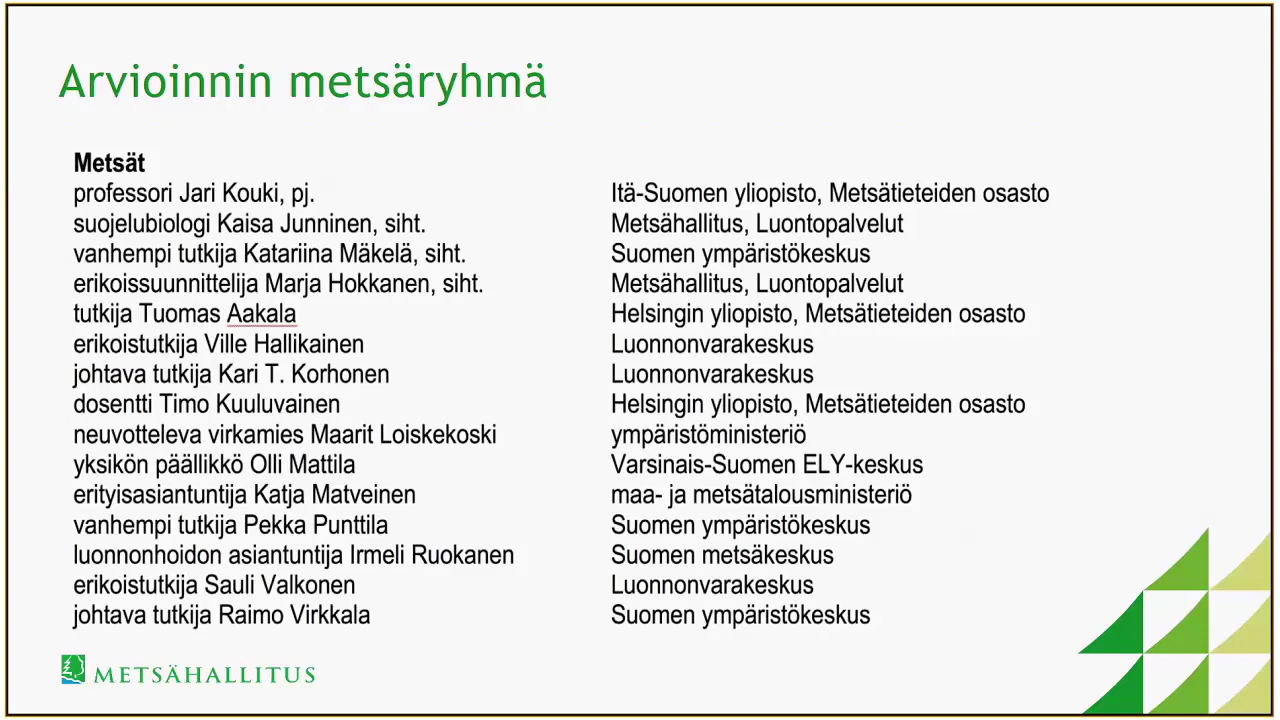 Arvioinnin metsäryhmä
Metsät
professori Jari Kouki, pj. Itä-Suomen yliopisto, Metsätieteiden osasto
suojelubiologi Kaisa Junninen, siht. Metsähallitus, Luontopalvelut
vanhempi tutkija Katariina Mäkelä, siht. Suomen ympäristökeskus
erikoissuunnittelija Marja Hokkanen, siht. Metsähallitus, Luontopalvelut
tutkija Tuomas Aakala Helsingin yliopisto, Metsätieteiden osasto
erikoistutkija Ville Hallikainen Luonnonvarakeskus
johtava tutkija Kari T. Korhonen Luonnonvarakeskus
dosentti Timo Kuuluvainen Helsingin yliopisto, Metsätieteiden osasto
neuvotteleva virkamies Maarit Loiskekoski ympäristöministeriö
yksikön päällikkö Olli Mattila Varsinais-Suomen ELY-keskus
erityisasiantuntija Katja Matveinen maa- ja metsätalousministeriö
vanhempi tutkija Pekka Punttila Suomen ympäristökeskus
luonnonhoidon asiantuntija Irmeli Ruokanen Suomen metsäkeskus
erikoistutkija Sauli Valkonen Luonnonvarakeskus
johtava tutkija Raimo Virkkala Suomen ympäristökeskus
METSÄHALLITUS